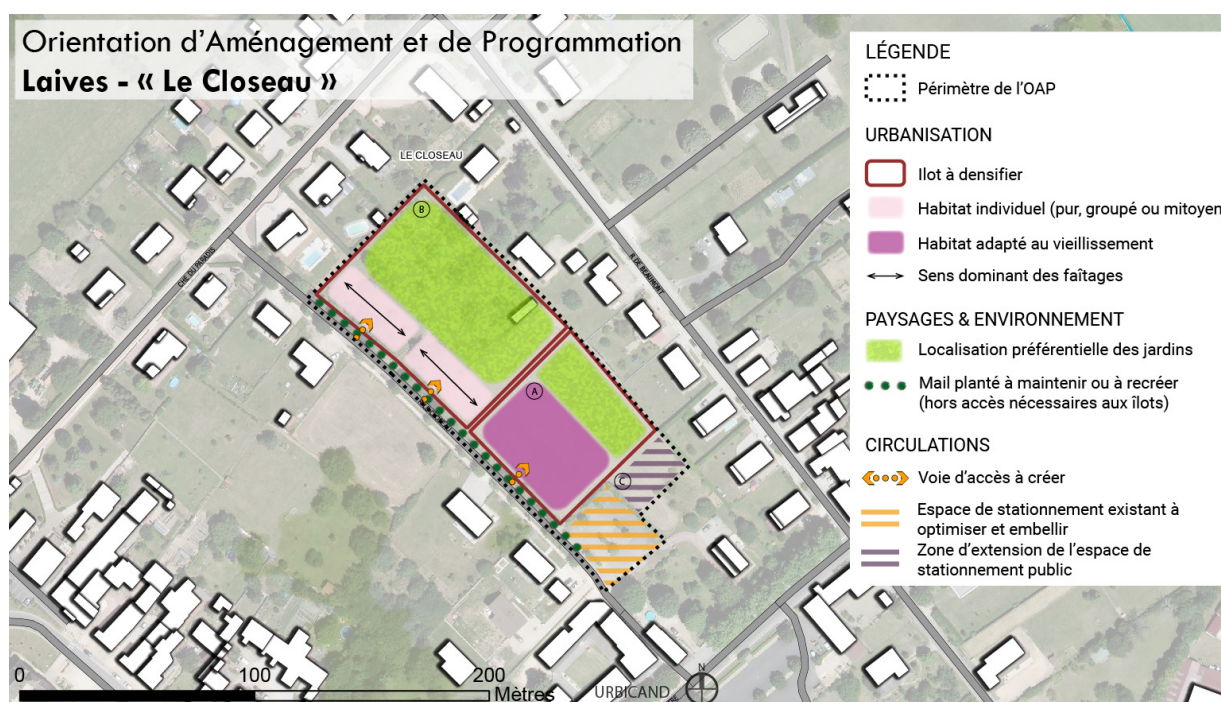 Orientation d'Aménagement et de Programmation
Laives - « Le Closeau »
LÉGENDE
Périmètre de l'OAP
URBANISATION
Ilot à densifier
Habitat individuel (pur, groupé ou mitoyen
Habitat adapté au vieillissement
Sens dominant des faîtages
PAYSAGES & ENVIRONNEMENT
Localisation préférentielle des jardins
Mail planté à maintenir ou à recréer
(hors accès nécessaires aux îlots)
CIRCULATIONS
Voie d'accès à créer
Espace de stationnement existant à
optimiser et embellir
Zone d'extension de l'espace de
stationnement public
LE CLOSEAU
B
A
C
0 100 200
Mètres
URBICAND
N